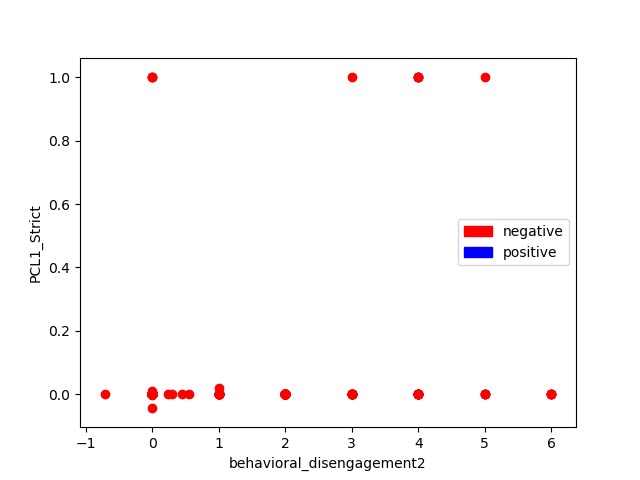 1.0
0.8
0.6
0.4
0.2
0.0
PCL1_Strict
negative
positive
−1 0 1 2 3 4 5 6
behavioral_disengagement2